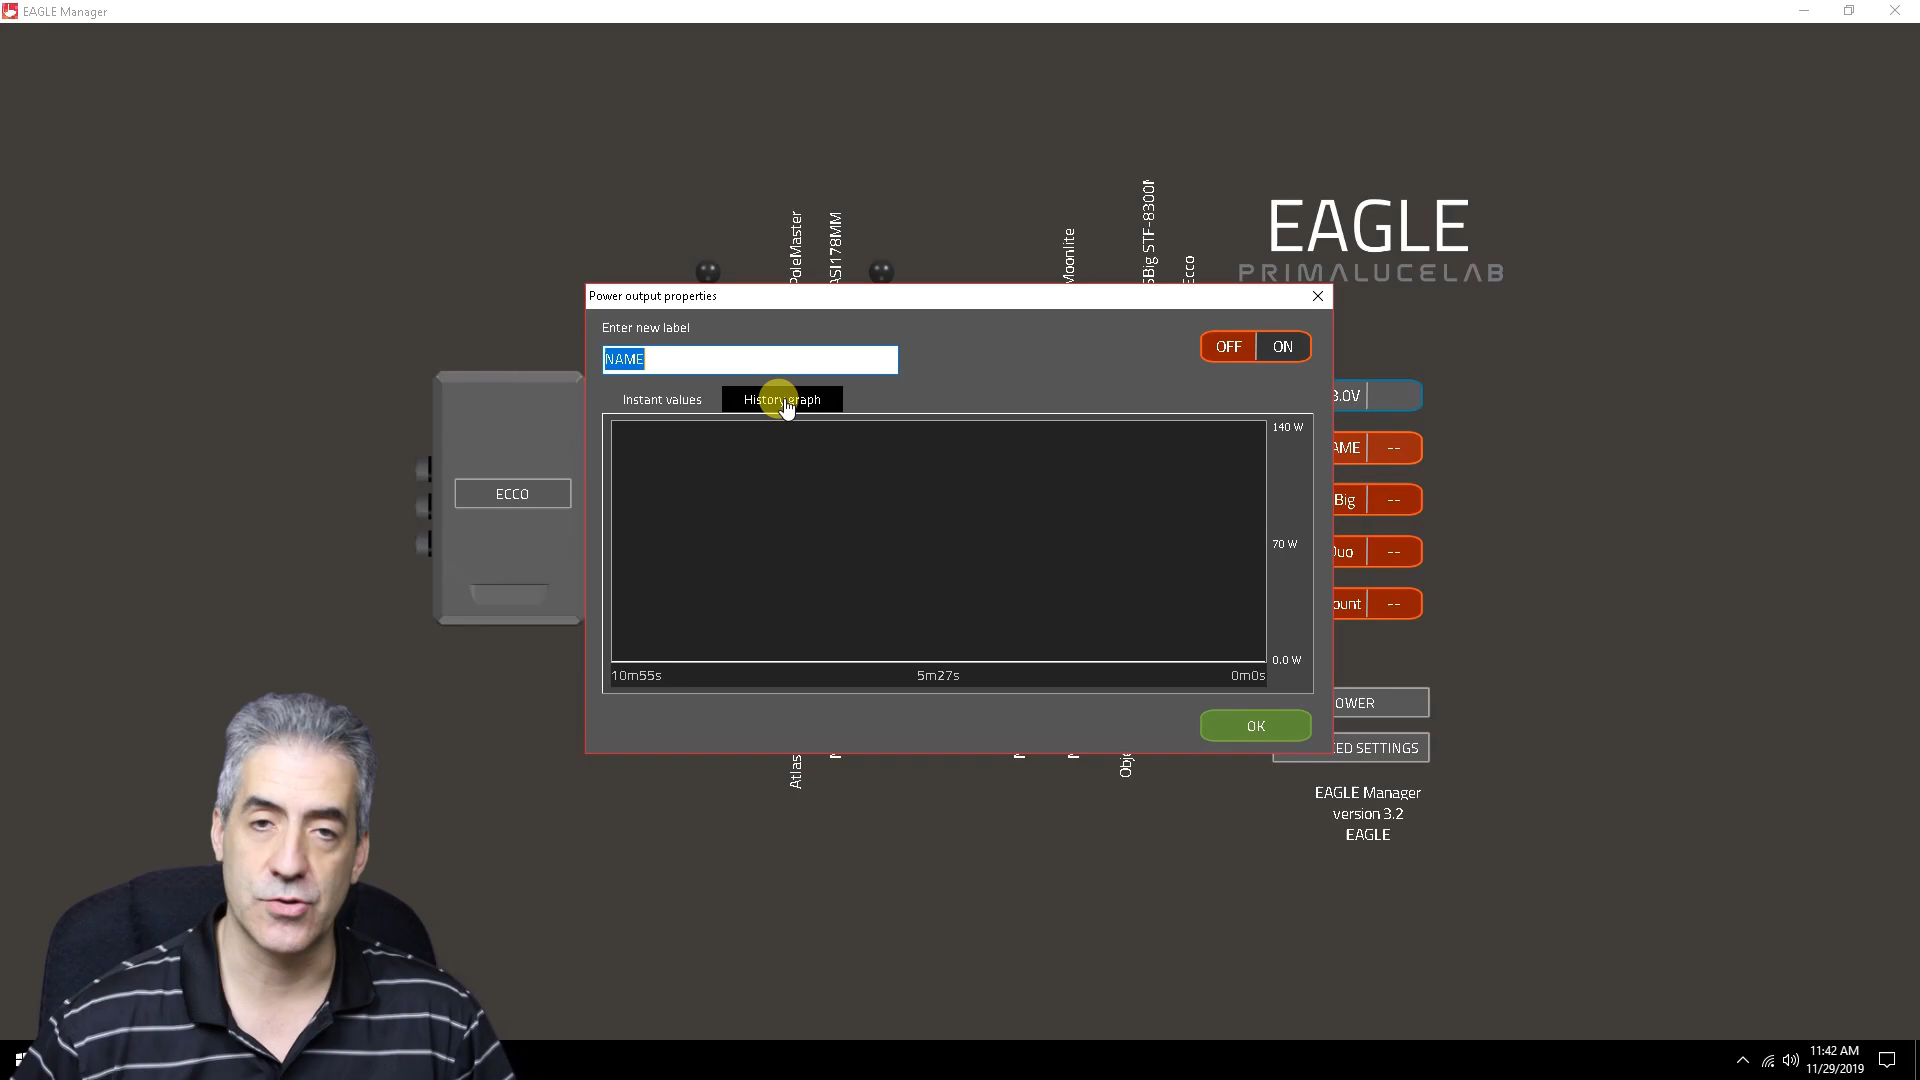 EAGLE Manager
PoleMaster
ASI178MM
Moonlite
SBig STF-8300M
Ecco
EAGLE
PRIMALUCELAB
Power output properties
Enter new label
NAME
OFF
ON
Instant values
History graph
140 W
70 W
0.0 W
10m55s
5m27s
0m0s
OK
ECCO
3.0V
AME
--
Big
--
Duo
--
ount
--
OWER
ED SETTINGS
Atlas
Obje
EAGLE Manager
version 3.2
EAGLE
11:42 AM
11/29/2019